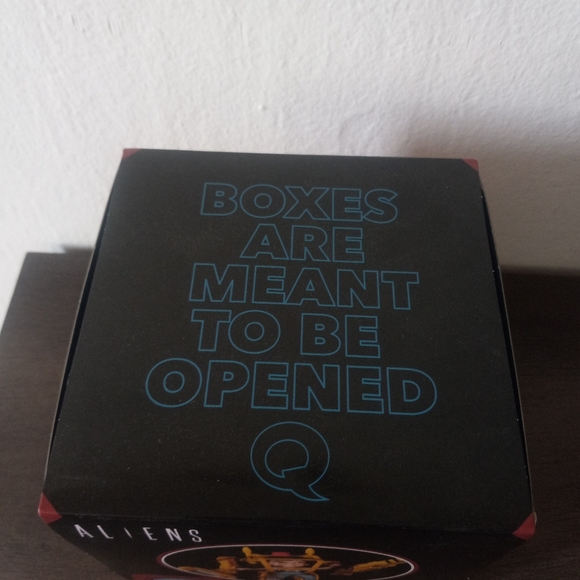 BOXES
ARE
MEANT
TO BE
OPENED
Q
ALIENS